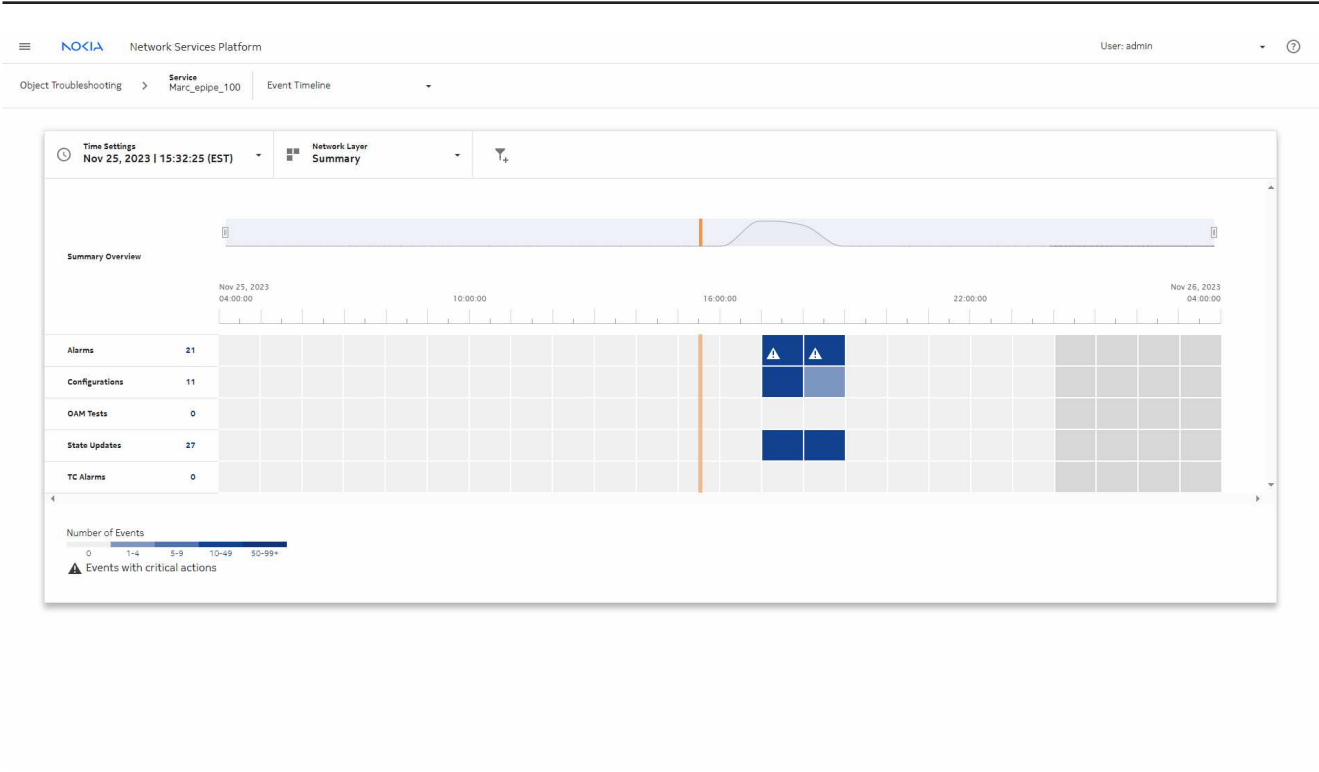 NOKIA Network Services Platform User: admin
Object Troubleshooting > Service Marc_epipe_100 Event Timeline
Time Settings
Nov 25, 2023 | 15:32:25 (EST)
Network Layer
Summary
Summary Overview
Nov 25, 2023 Nov 26, 2023
04:00:00 10:00:00 16:00:00 22:00:00 04:00:00
Alarms 21
Configurations 11
OAM Tests 0
State Updates 27
TC Alarms 0
Number of Events
0 1-4 5-9 10-49 50-99+
Events with critical actions